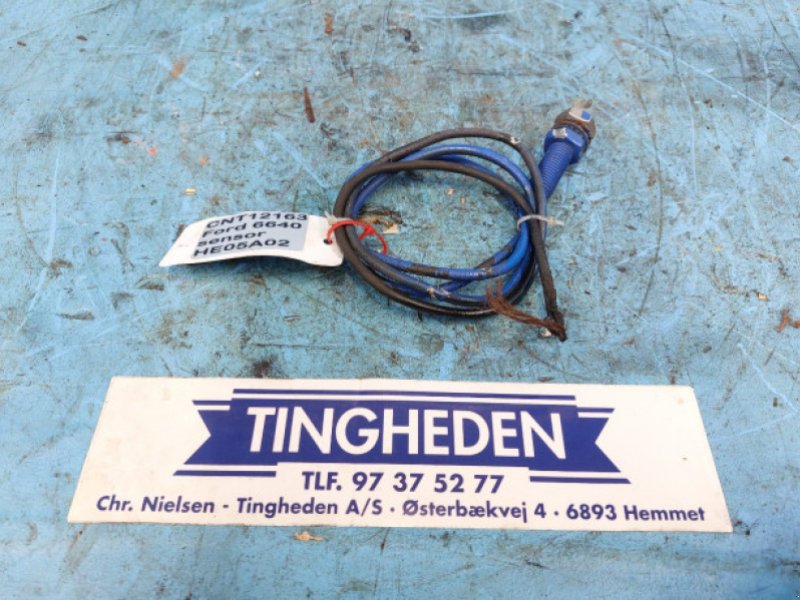 CNT12163
Ford 6640
sensor
HE05A02
TINGHEDEN
TLF. 97 37 52 77
Chr. Nielsen - Tingheden A/S · Østerbækvej 4 · 6893 Hemmet